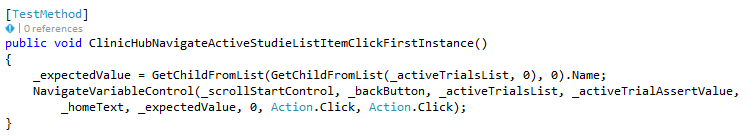 [TestMethod]
| 0 references
public void ClinicHubNavigateActiveStudieListItemClickFirstInstance()
{
_expectedValue = GetChildFromList(GetChildFromList(_activeTrialsList, 0), 0).Name;
NavigateVariableControl(_scrollStartControl, _backButton, _activeTrialsList, _activeTrialAssertValue,
_homeText, _expectedValue, 0, Action.Click, Action.Click);
}